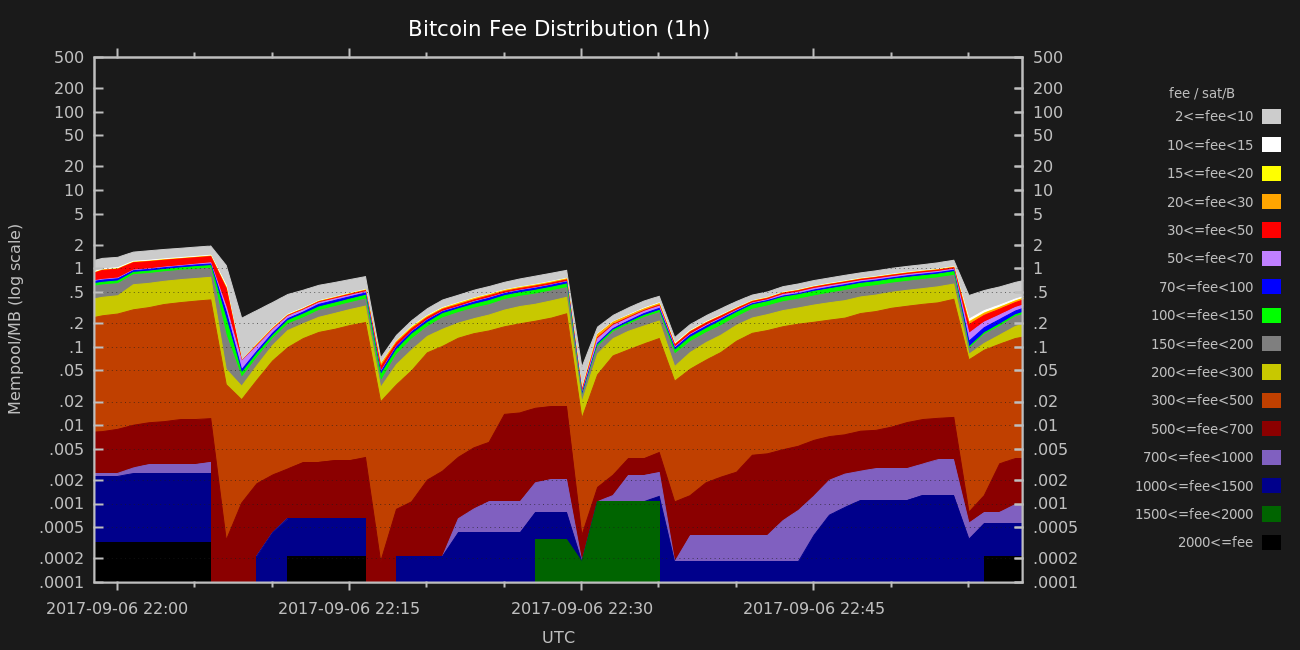 Bitcoin Fee Distribution (1h)
500
200
100
50
20
10
5
2
1
.5
.2
.1
.05
.02
.01
.005
.002
.001
.0005
.0002
.0001
Mempool/MB (log scale)
500
200
100
50
20
10
5
2
1
.5
.2
.1
.05
.02
.01
.005
.002
.001
.0005
.0002
.0001
2017-09-06 22:00
2017-09-06 22:15
2017-09-06 22:30
2017-09-06 22:45
UTC
fee / sat/B
2<=fee<10
10<=fee<15
15<=fee<20
20<=fee<30
30<=fee<50
50<=fee<70
70<=fee<100
100<=fee<150
150<=fee<200
200<=fee<300
300<=fee<500
500<=fee<700
700<=fee<1000
1000<=fee<1500
1500<=fee<2000
2000<=fee